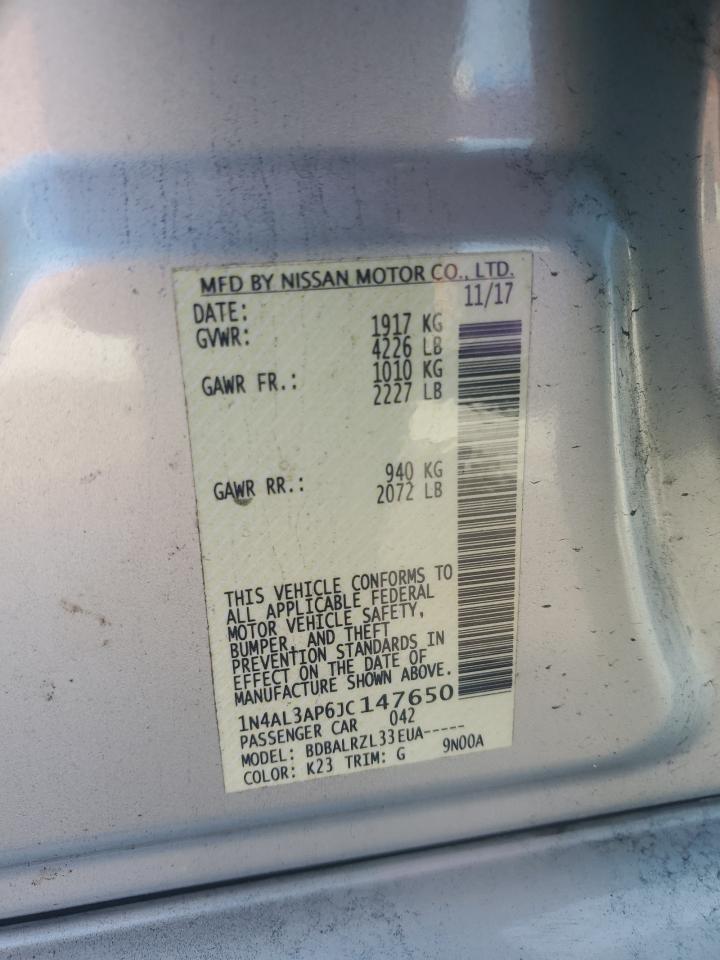 MFD BY NISSAN MOTOR CO., LTD.
DATE: 11/17
GVWR: 1917 KG
4226 LB
GAWR FR.: 1010 KG
2227 LB
GAWR RR.: 940 KG
2072 LB
THIS VEHICLE CONFORMS TO
ALL APPLICABLE FEDERAL
MOTOR VEHICLE SAFETY,
BUMPER, AND THEFT
PREVENTION STANDARDS IN
EFFECT ON THE DATE OF
MANUFACTURE SHOWN ABOVE.
1N4AL3AP6JC147650
PASSENGER CAR 042
MODEL: BDBALRZL33EUA-----
COLOR: K23 TRIM: G 9N00A